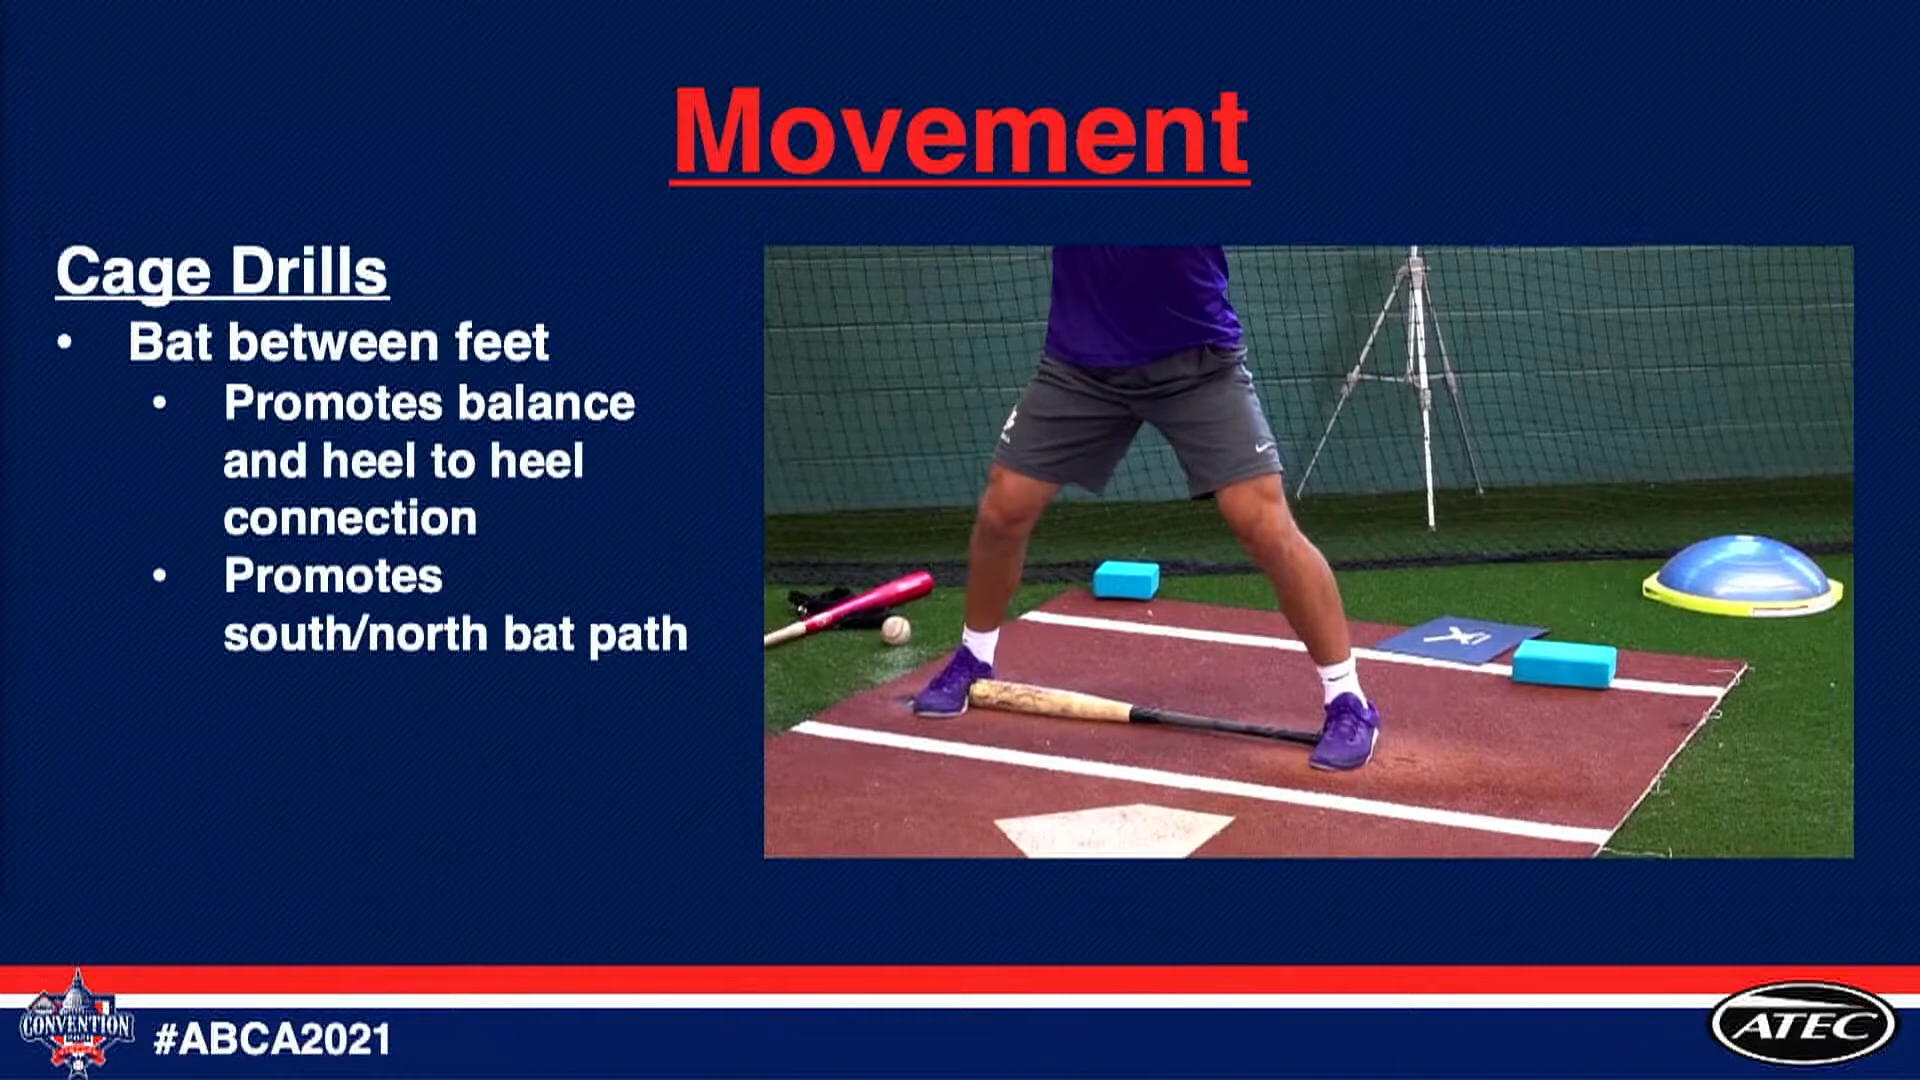 Movement
Cage Drills
• Bat between feet
• Promotes balance
and heel to heel
connection
• Promotes
south/north bat path
CONVENTION
#ABCA2021
ATEC